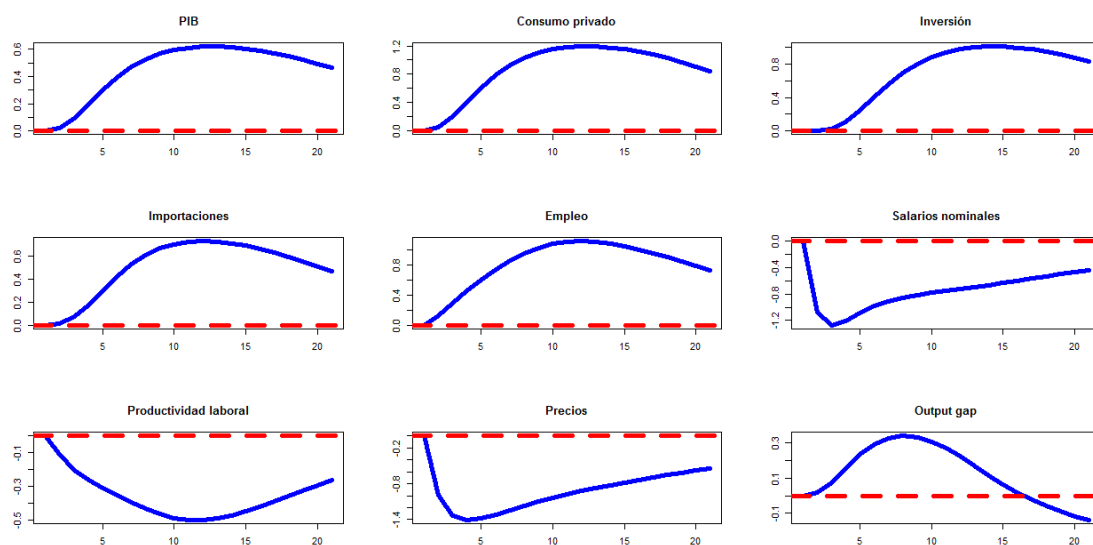 PIB
0.0 0.2 0.4 0.6
5 10 15 20
Consumo privado
0.0 0.4 0.8 1.2
5 10 15 20
Inversión
0.0 0.4 0.8
5 10 15 20
Importaciones
0.0 0.2 0.4 0.6
5 10 15 20
Empleo
0.0 0.4 0.8
5 10 15 20
Salarios nominales
-1.2 -0.8 -0.4 0.0
5 10 15 20
Productividad laboral
-0.5 -0.3 -0.1
5 10 15 20
Precios
-1.4 -0.8 -0.2
5 10 15 20
Output gap
-0.1 0.1 0.3
5 10 15 20